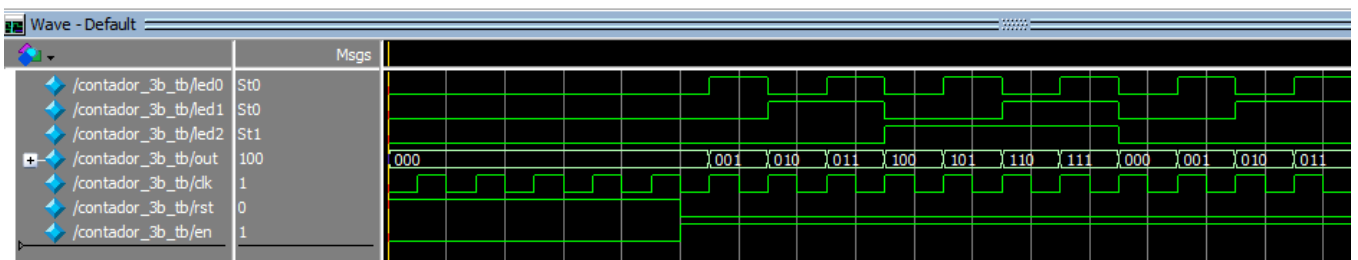 Wave - Default
Msgs
/contador_3b_tb/led0 St0
/contador_3b_tb/led1 St0
/contador_3b_tb/led2 St1
/contador_3b_tb/out 100 000 001 010 011 100 101 110 111 000 001 010 011
/contador_3b_tb/clk 1
/contador_3b_tb/rst 0
/contador_3b_tb/en 1